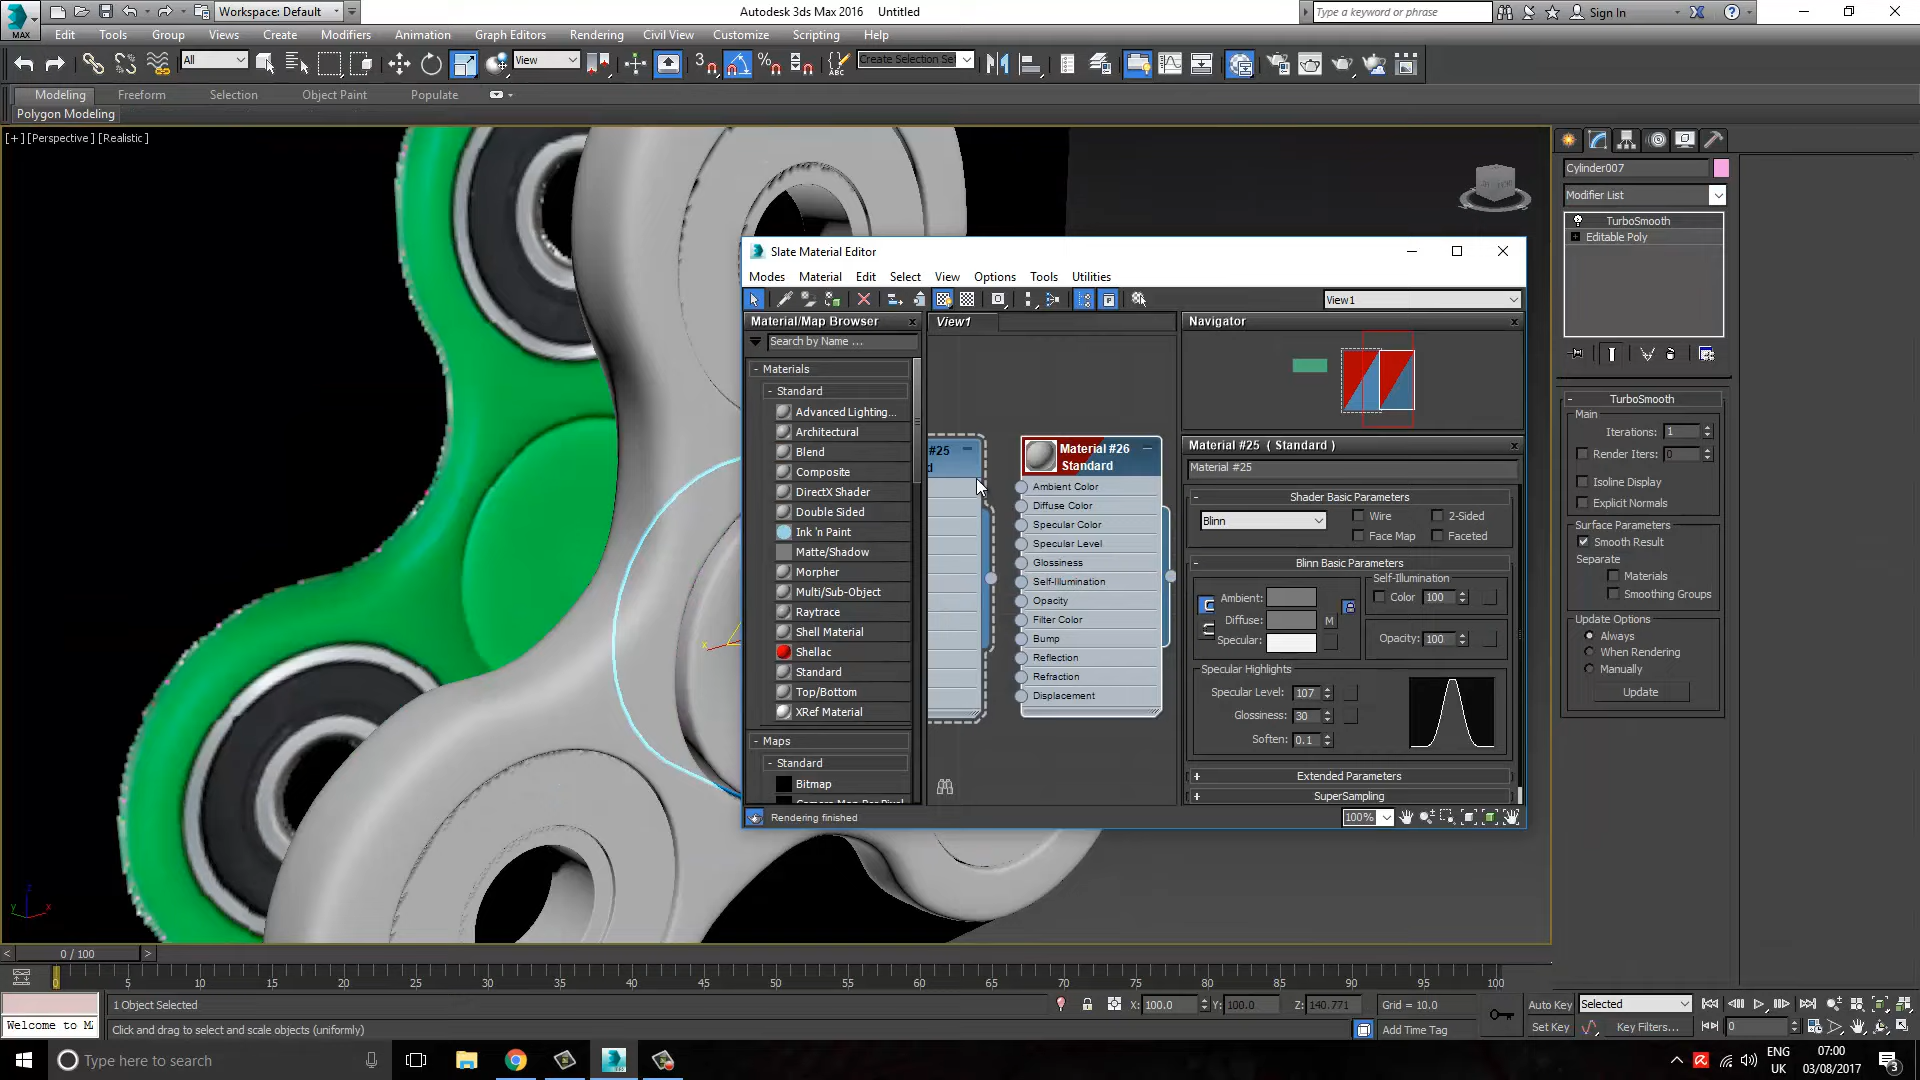 Workspace: Default
Autodesk 3ds Max 2016 Untitled
Type a keyword or phrase
Sign In
MAX
Edit Tools Group Views Create Modifiers Animation Graph Editors Rendering Civil View Customize Scripting Help
All
View
Create Selection Se
Modeling Freeform Selection Object Paint Populate
Polygon Modeling
[+] [Perspective] [Realistic]
Cylinder007
Modifier List
TurboSmooth
Editable Poly
Slate Material Editor
Modes Material Edit Select View Options Tools Utilities
View1
Material/Map Browser
View1
Navigator
Search by Name ...
- Materials
- Standard
Advanced Lighting...
Architectural
Blend
Composite
DirectX Shader
Double Sided
Ink 'n Paint
Matte/Shadow
Morpher
Multi/Sub-Object
Raytrace
Shell Material
Shellac
Standard
Top/Bottom
XRef Material
- Maps
- Standard
Bitmap
#25
d
Material #26
Standard
Ambient Color
Diffuse Color
Specular Color
Specular Level
Glossiness
Self-Illumination
Opacity
Filter Color
Bump
Reflection
Refraction
Displacement
Material #25 ( Standard )
Material #25
- Shader Basic Parameters
Blinn
Wire 2-Sided
Face Map Faceted
- Blinn Basic Parameters
Self-Illumination
Ambient:
Color 100
Diffuse: M
Specular:
Opacity: 100
Specular Highlights
Specular Level: 107
Glossiness: 30
Soften: 0.1
+ Extended Parameters
+ SuperSampling
Rendering finished
100%
- TurboSmooth
Main
Iterations: 1
Render Iters: 0
Isoline Display
Explicit Normals
Surface Parameters
Smooth Result
Separate
Materials
Smoothing Groups
Update Options
Always
When Rendering
Manually
Update
0 / 100
0 5 10 15 20 25 30 35 40 45 50 55 60 65 70 75 80 85 90 95 100
1 Object Selected
X: 100.0 Y: 100.0 Z: 140.771
Grid = 10.0
Auto Key
Selected
Welcome to M
Click and drag to select and scale objects (uniformly)
Add Time Tag
Set Key
Key Filters...
0
Type here to search
ENG
UK
07:00
03/08/2017
3